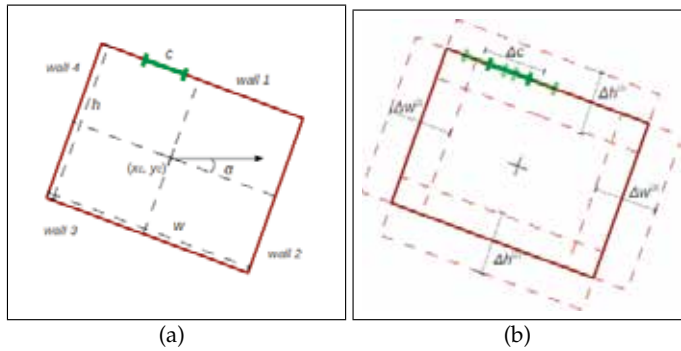 c
wall 4
wall 1
h
(xc, yc)
α
w
wall 3
wall 2
(a)
Δc
Δh
Δw
Δw
Δh
(b)